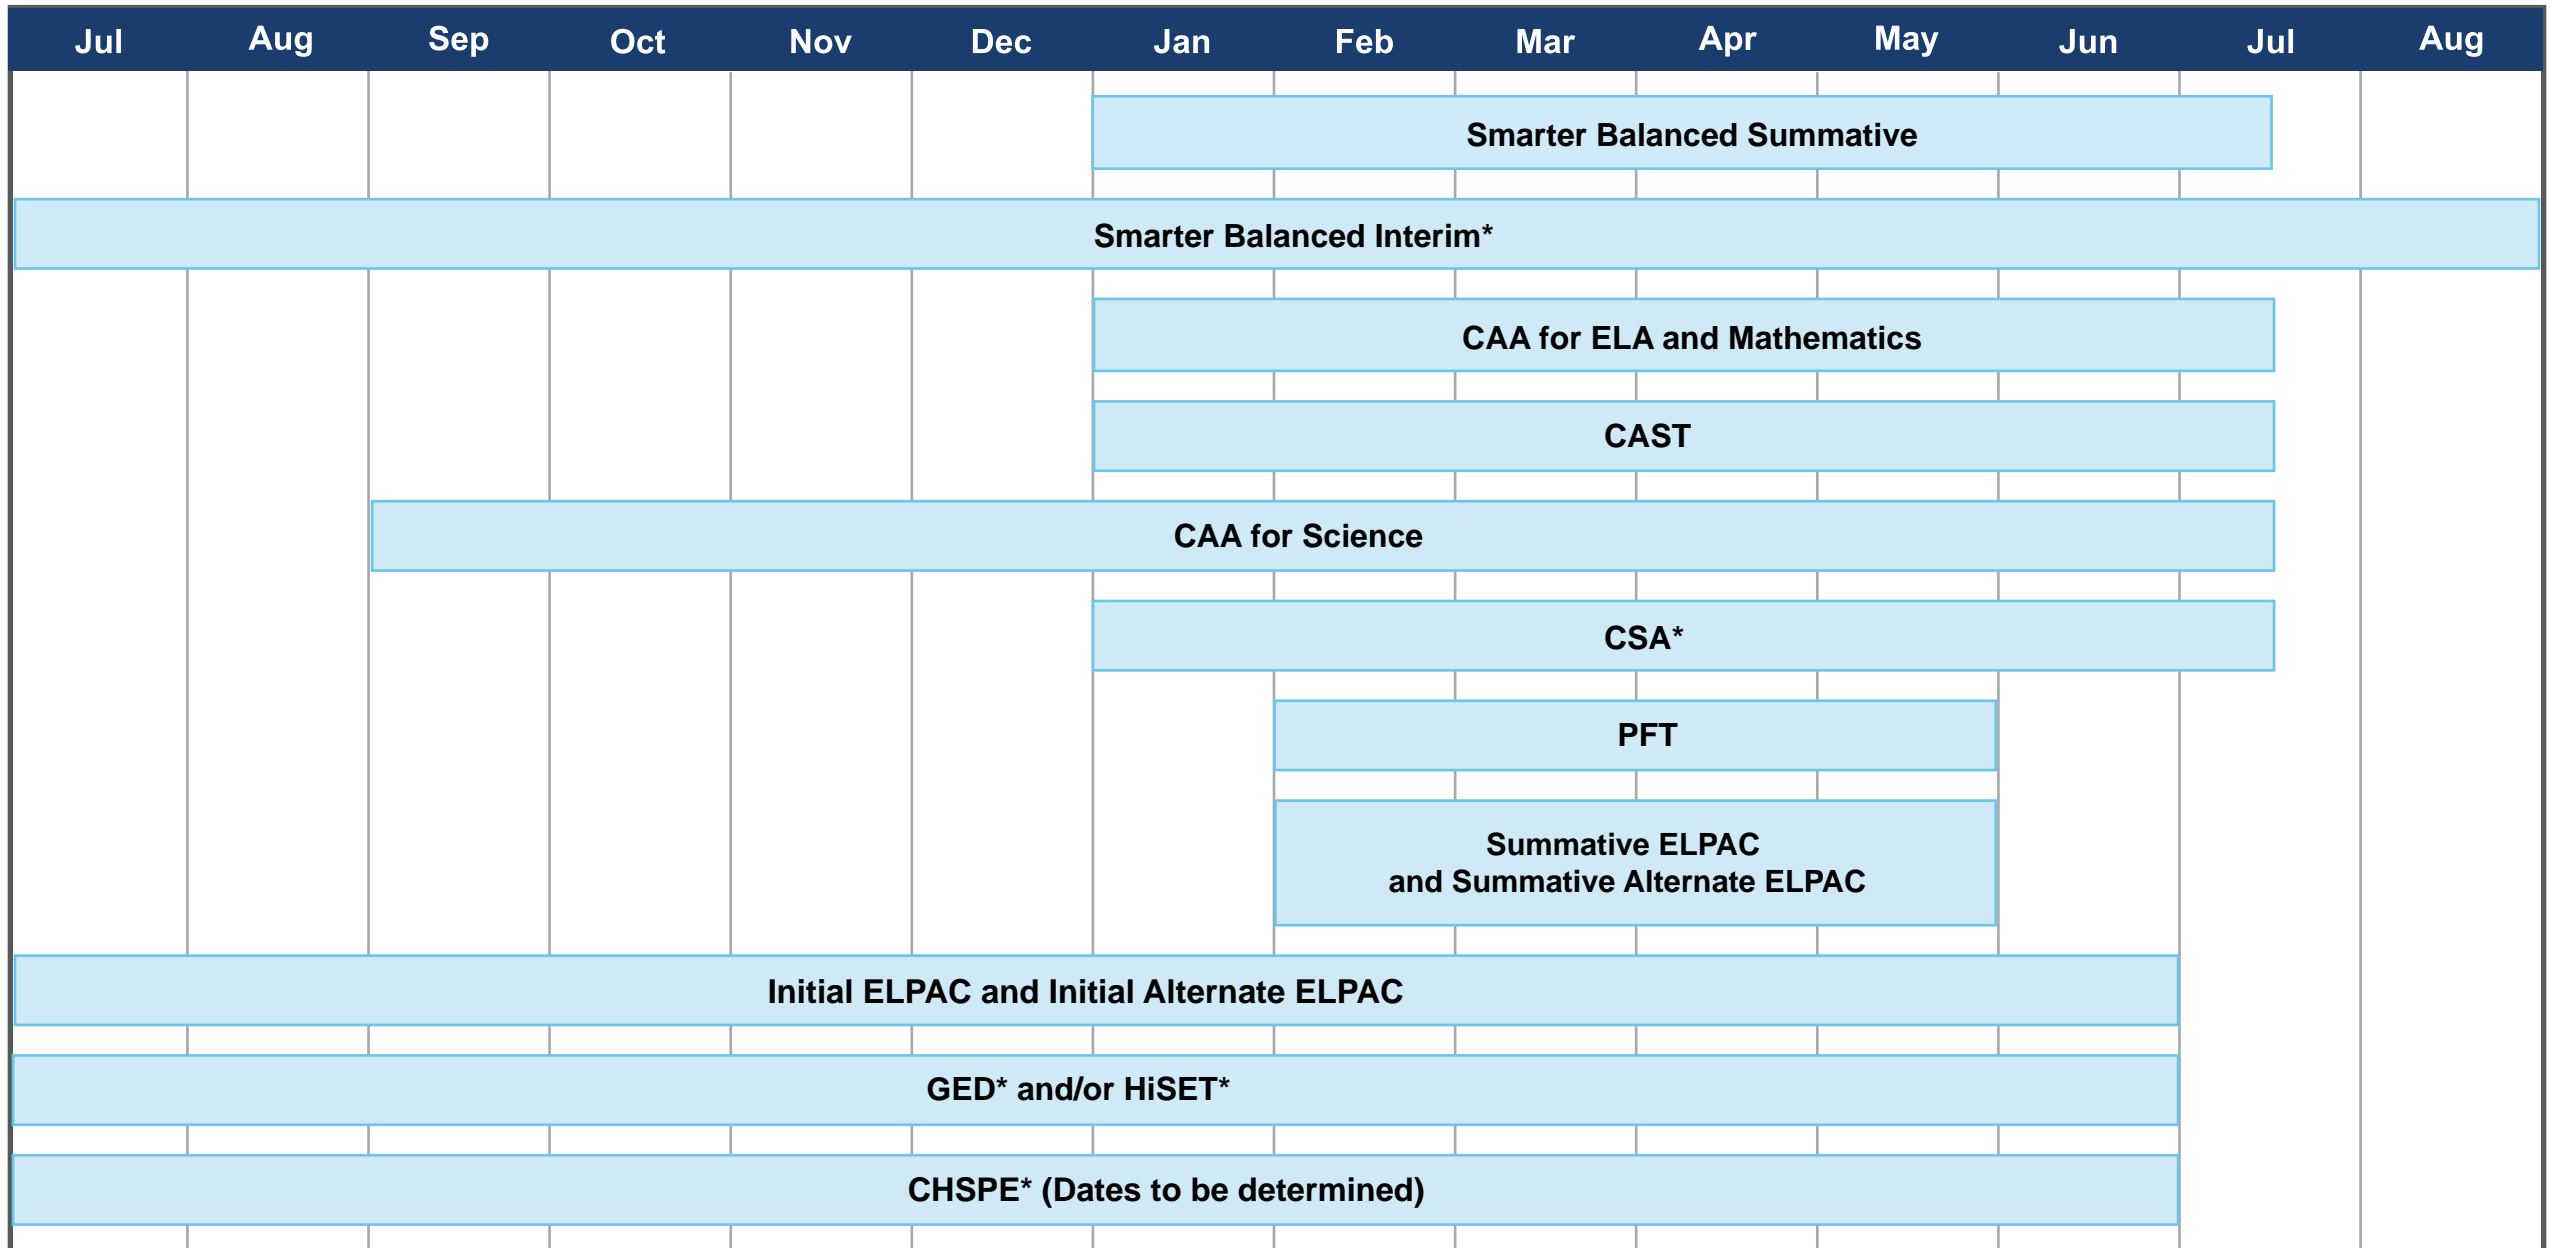 Jul Aug Sep Oct Nov Dec Jan Feb Mar Apr May Jun Jul Aug
Smarter Balanced Summative
Smarter Balanced Interim*
CAA for ELA and Mathematics
CAST
CAA for Science
CSA*
PFT
Summative ELPAC
and Summative Alternate ELPAC
Initial ELPAC and Initial Alternate ELPAC
GED* and/or HiSET*
CHSPE* (Dates to be determined)